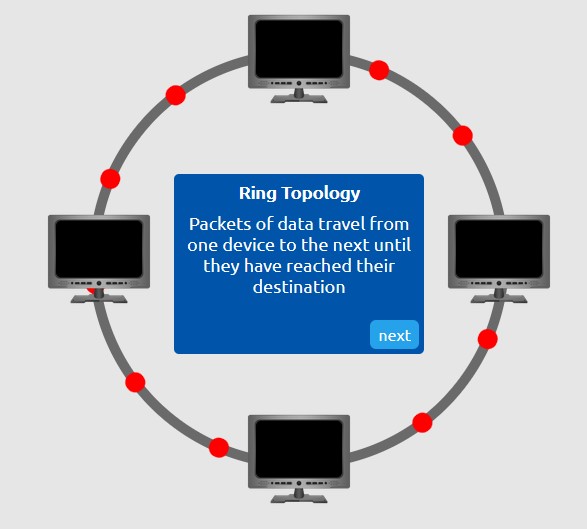 Ring Topology
Packets of data travel from
one device to the next until
they have reached their
destination
next